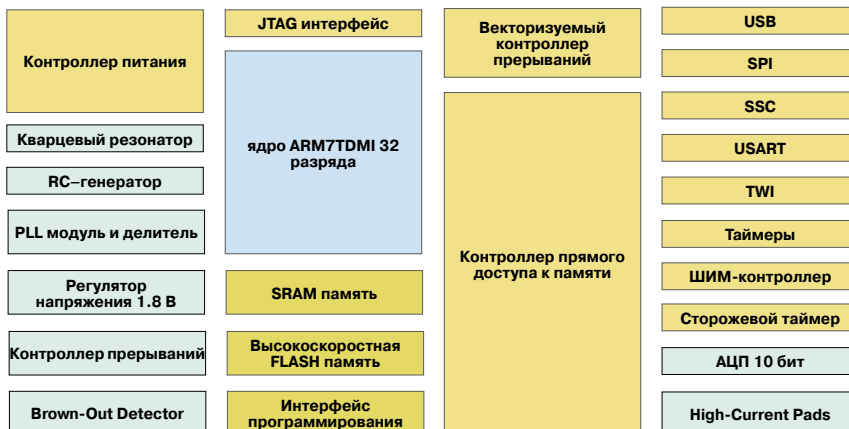 Контроллер питания
Кварцевый резонатор
RC–генератор
PLL модуль и делитель
Регулятор
напряжения 1.8 В
Контроллер прерываний
Brown-Out Detector
JTAG интерфейс
ядро ARM7TDMI 32
разряда
SRAM память
Высокоскоростная
FLASH память
Интерфейс
программирования
Векторизуемый
контроллер
прерываний
Контроллер прямого
доступа к памяти
USB
SPI
SSC
USART
TWI
Таймеры
ШИМ-контроллер
Сторожевой таймер
АЦП 10 бит
High-Current Pads